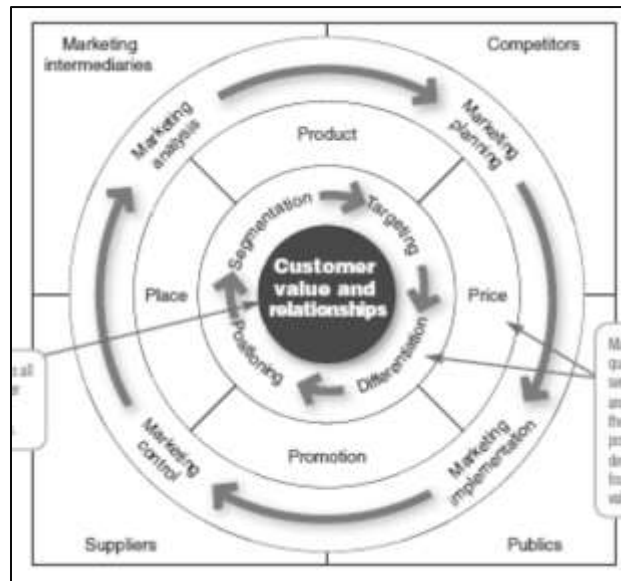 Marketing
intermediaries
Competitors
Marketing
analysis
Marketing
planning
Product
Segmentation
Targeting
Customer
value and
relationships
Place
Price
Positioning
Differentiation
Promotion
Marketing
control
Marketing
implementation
Suppliers
Publics
all